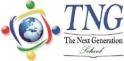 TNG
The Next Generation
School